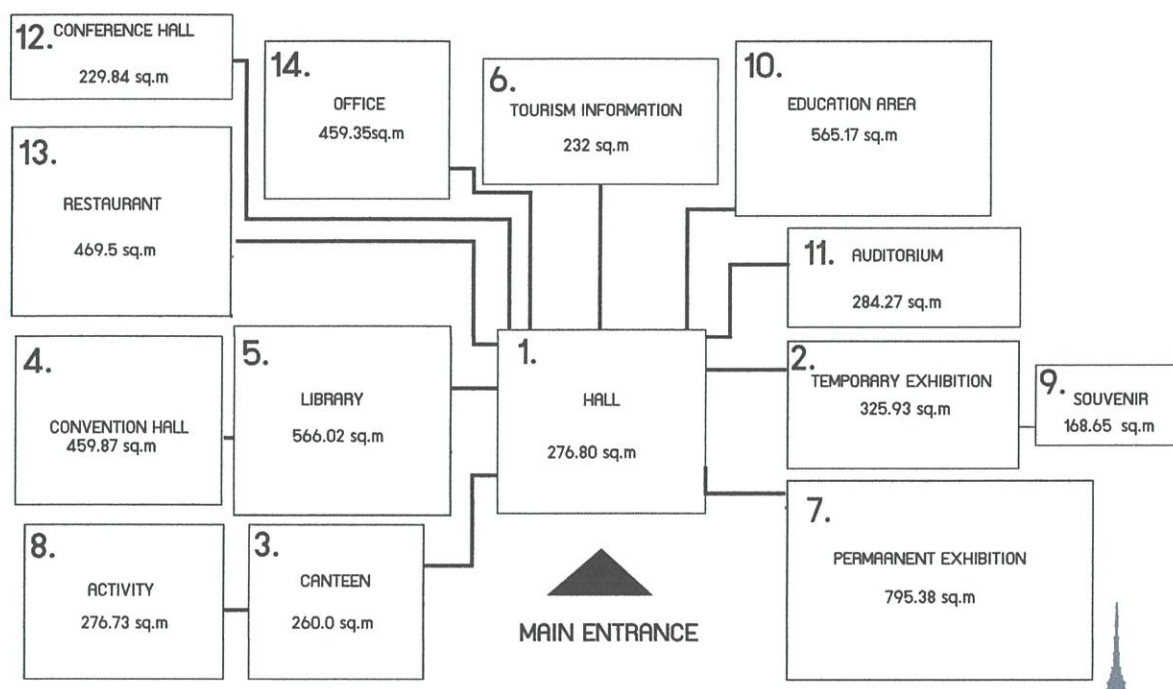 12. CONFERENCE HALL
229.84 sq.m
14.
OFFICE
459.35sq.m
6.
TOURISM INFORMATION
232 sq.m
10.
EDUCATION AREA
565.17 sq.m
13.
RESTAURANT
469.5 sq.m
11. AUDITORIUM
284.27 sq.m
4.
CONVENTION HALL
459.87 sq.m
5.
LIBRARY
566.02 sq.m
1.
HALL
276.80 sq.m
2.
TEMPORARY EXHIBITION
325.93 sq.m
9. SOUVENIR
168.65 sq.m
8.
ACTIVITY
276.73 sq.m
3.
CANTEEN
260.0 sq.m
7.
PERMAANENT EXHIBITION
795.38 sq.m
MAIN ENTRANCE